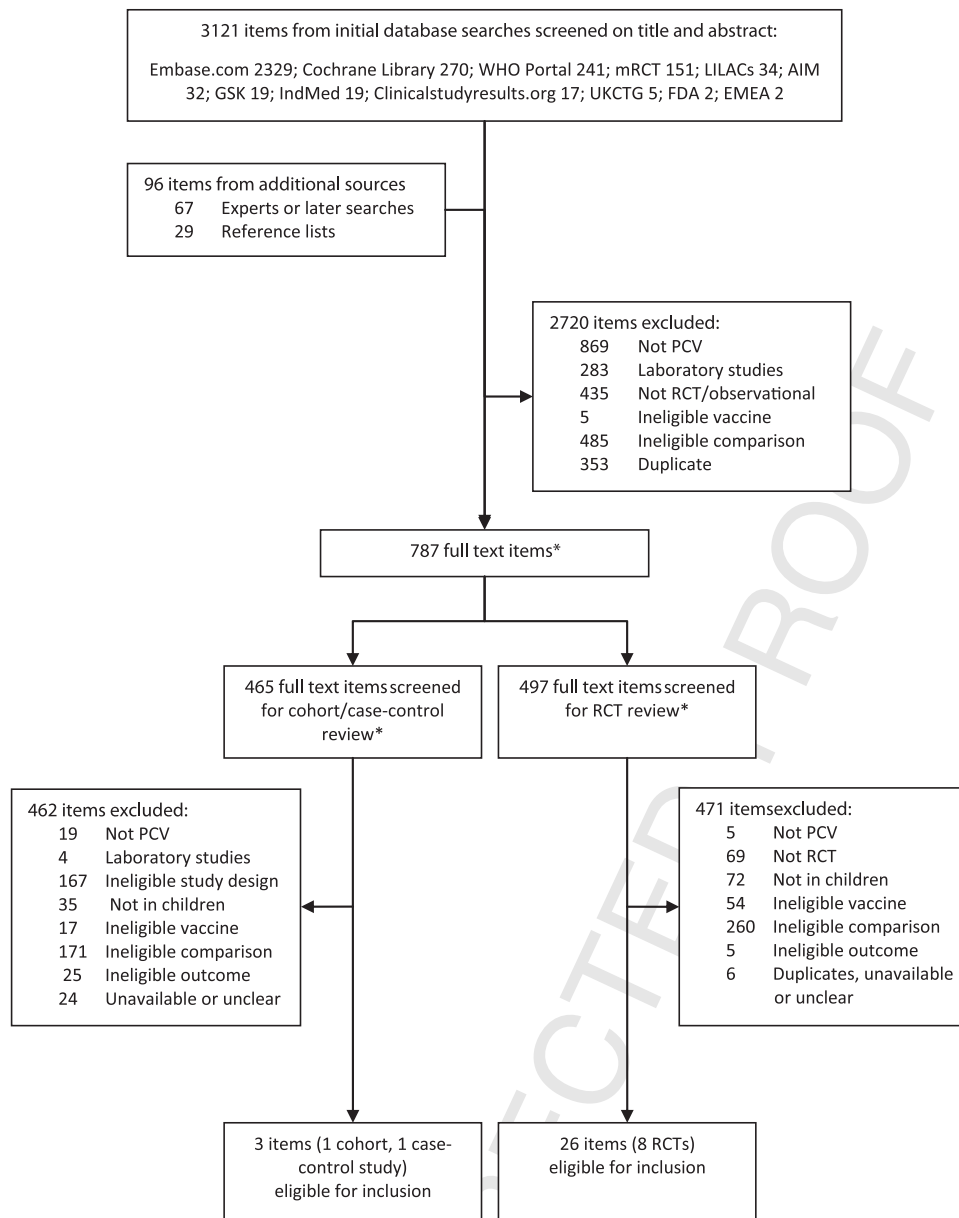 3121 items from initial database searches screened on title and abstract:
Embase.com 2329; Cochrane Library 270; WHO Portal 241; mRCT 151; LILACs 34; AIM
32; GSK 19; IndMed 19; Clinicalstudyresults.org 17; UKCTG 5; FDA 2; EMEA 2
96 items from additional sources
67 Experts or later searches
29 Reference lists
2720 items excluded:
869 Not PCV
283 Laboratory studies
435 Not RCT/observational
5 Ineligible vaccine
485 Ineligible comparison
353 Duplicate
787 full text items*
465 full text items screened
for cohort/case-control
review*
497 full text items screened
for RCT review*
462 items excluded:
19 Not PCV
4 Laboratory studies
167 Ineligible study design
35 Not in children
17 Ineligible vaccine
171 Ineligible comparison
25 Ineligible outcome
24 Unavailable or unclear
471 itemsexcluded:
5 Not PCV
69 Not RCT
72 Not in children
54 Ineligible vaccine
260 Ineligible comparison
5 Ineligible outcome
6 Duplicates, unavailable
or unclear
3 items (1 cohort, 1 case-
control study)
eligible for inclusion
26 items (8 RCTs)
eligible for inclusion
ECTED PROOF